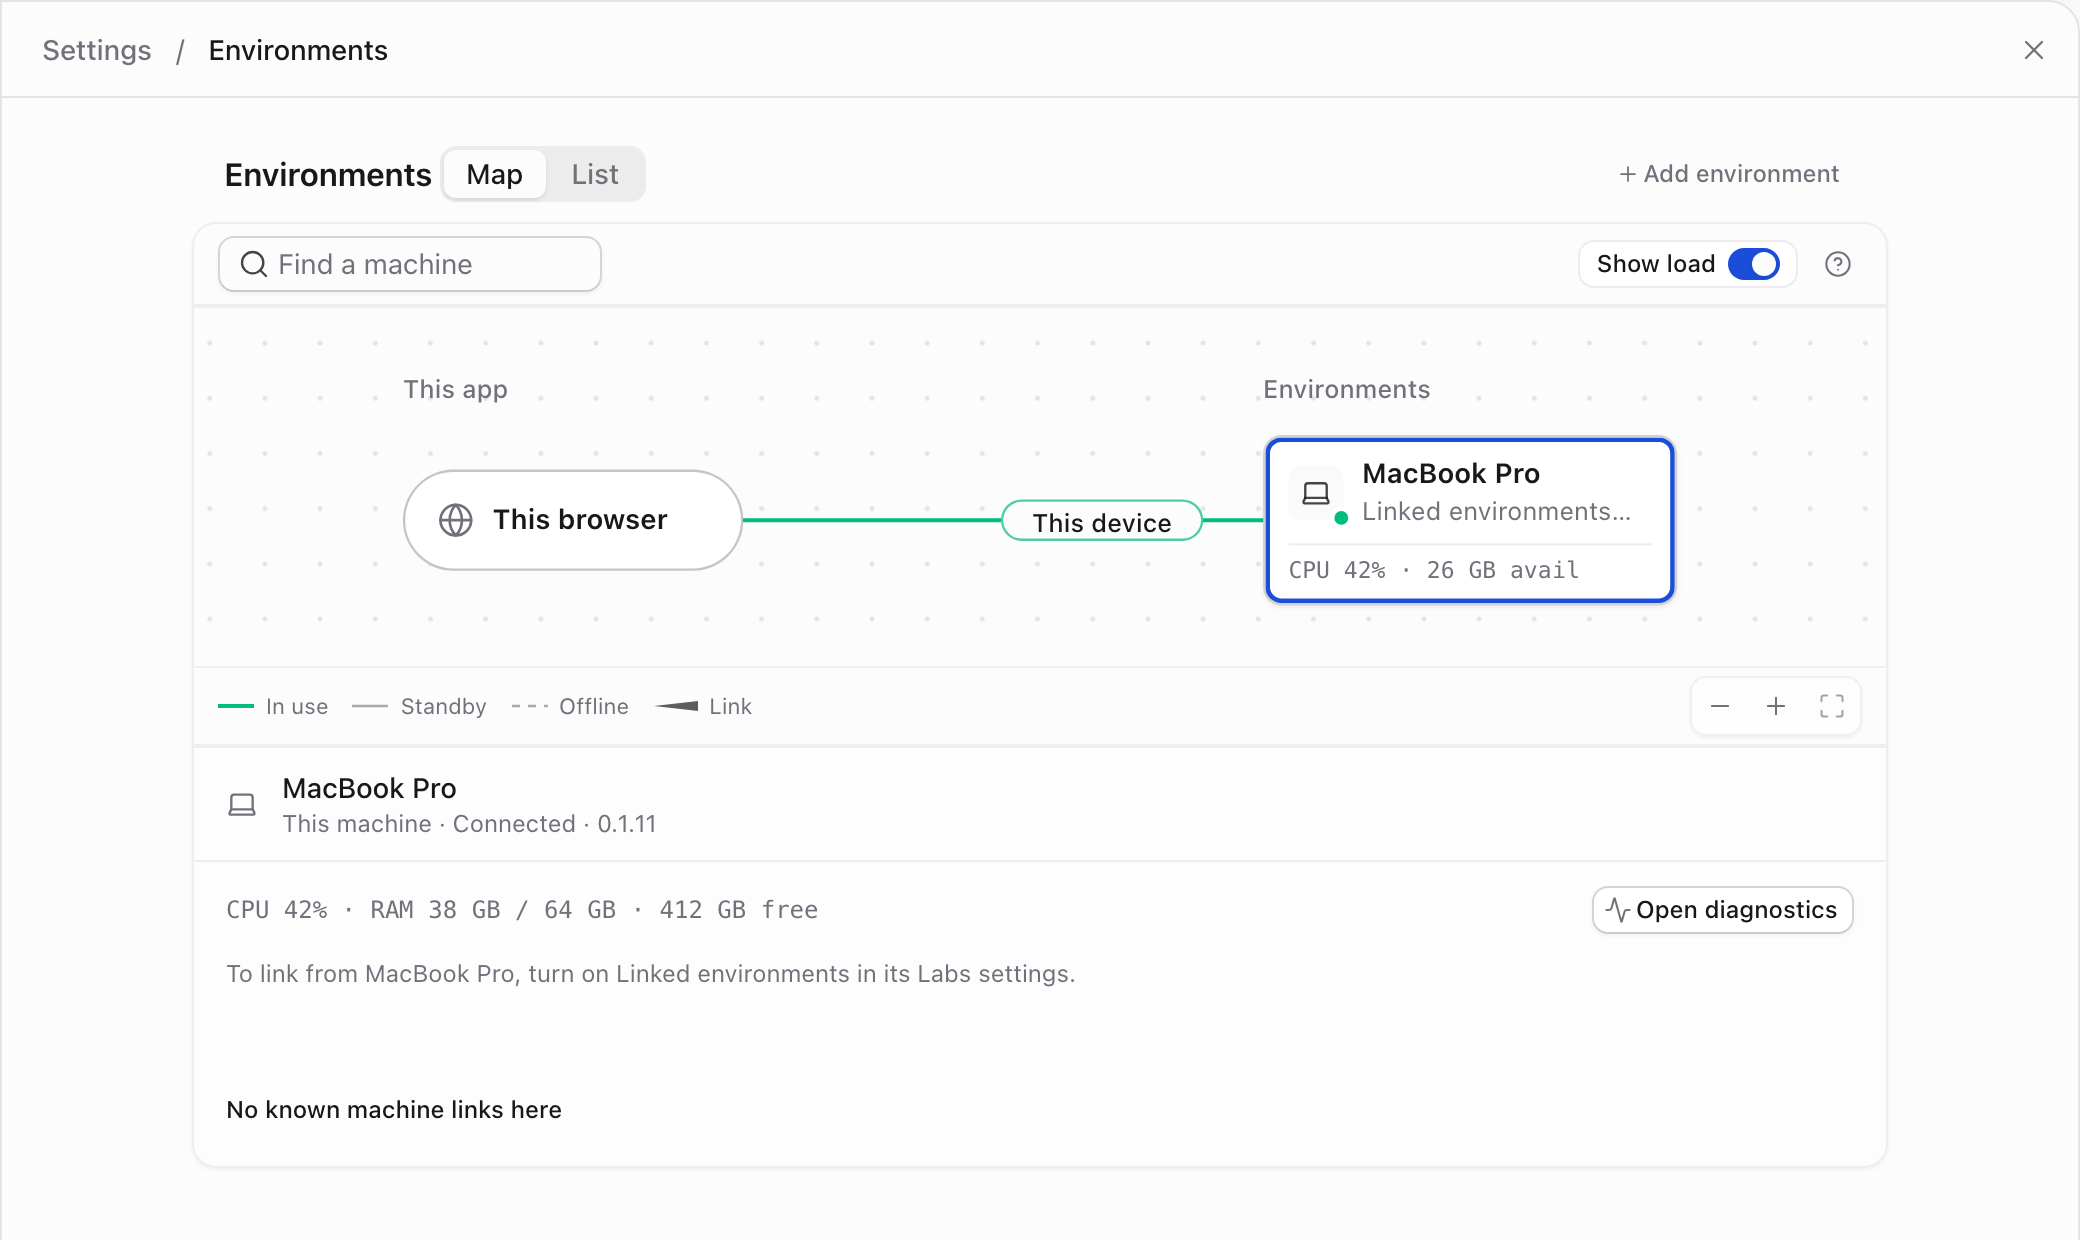 Settings / Environments
Environments
Map
List
+ Add environment
Find a machine
Show load
This app
Environments
This browser
This device
MacBook Pro
Linked environments...
CPU 42% · 26 GB avail
In use
Standby
Offline
Link
MacBook Pro
This machine · Connected · 0.1.11
CPU 42% · RAM 38 GB / 64 GB · 412 GB free
Open diagnostics
To link from MacBook Pro, turn on Linked environments in its Labs settings.
No known machine links here